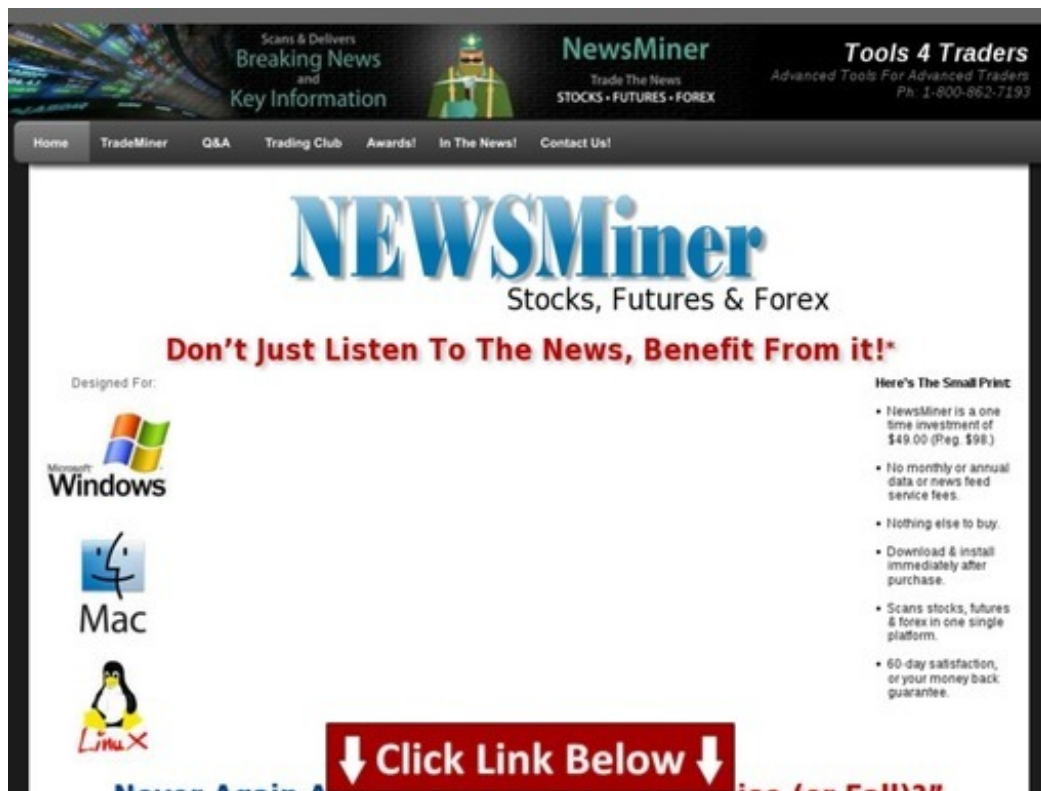 Scans & Delivers
Breaking News
and
Key Information
NewsMiner
Trade The News
STOCKS • FUTURES • FOREX
Tools 4 Traders
Advanced Tools For Advanced Traders
Ph: 1-800-862-7193
Home TradeMiner Q&A Trading Club Awards! In The News! Contact Us!
NEWSMiner
Stocks, Futures & Forex
Don't Just Listen To The News, Benefit From it!*
Designed For:
Microsoft
Windows
Mac
Linux
Here's The Small Print:
• NewsMiner is a one
time investment of
$49.00 (Reg. $98.)
• No monthly or annual
data or news feed
service fees.
• Nothing else to buy.
• Download & install
immediately after
purchase.
• Scans stocks, futures
& forex in one single
platform.
• 60-day satisfaction,
or your money back
guarantee.
Click Link Below
Never Again A (or Fall)?"